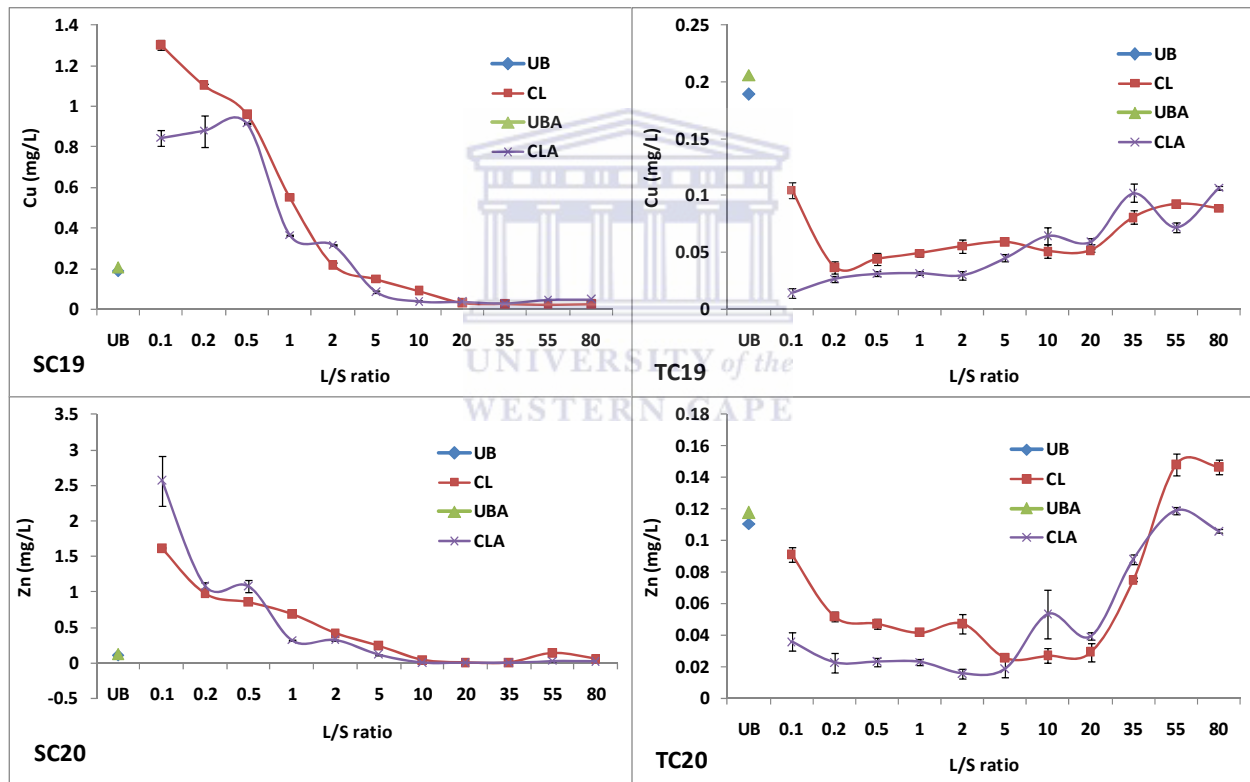 1.4
1.2
1
0.8
0.6
0.4
0.2
0
Cu (mg/L)
UB
CL
UBA
CLA
UB 0.1 0.2 0.5 1 2 5 10 20 35 55 80
L/S ratio
SC19
0.25
0.2
0.15
0.1
0.05
0
Cu (mg/L)
UB
CL
UBA
CLA
UB 0.1 0.2 0.5 1 2 5 10 20 35 55 80
L/S ratio
TC19
UNIVERSITY of the
WESTERN CAPE
3.5
3
2.5
2
1.5
1
0.5
0
-0.5
Zn (mg/L)
UB
CL
UBA
CLA
UB 0.1 0.2 0.5 1 2 5 10 20 35 55 80
L/S ratio
SC20
0.18
0.16
0.14
0.12
0.1
0.08
0.06
0.04
0.02
0
Zn (mg/L)
UB
CL
UBA
CLA
UB 0.1 0.2 0.5 1 2 5 10 20 35 55 80
L/S ratio
TC20